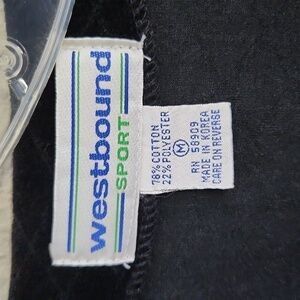 westbound
SPORT
78% COTTON
22% POLYESTER
M
RN 58909
MADE IN KOREA
CARE ON REVERSE